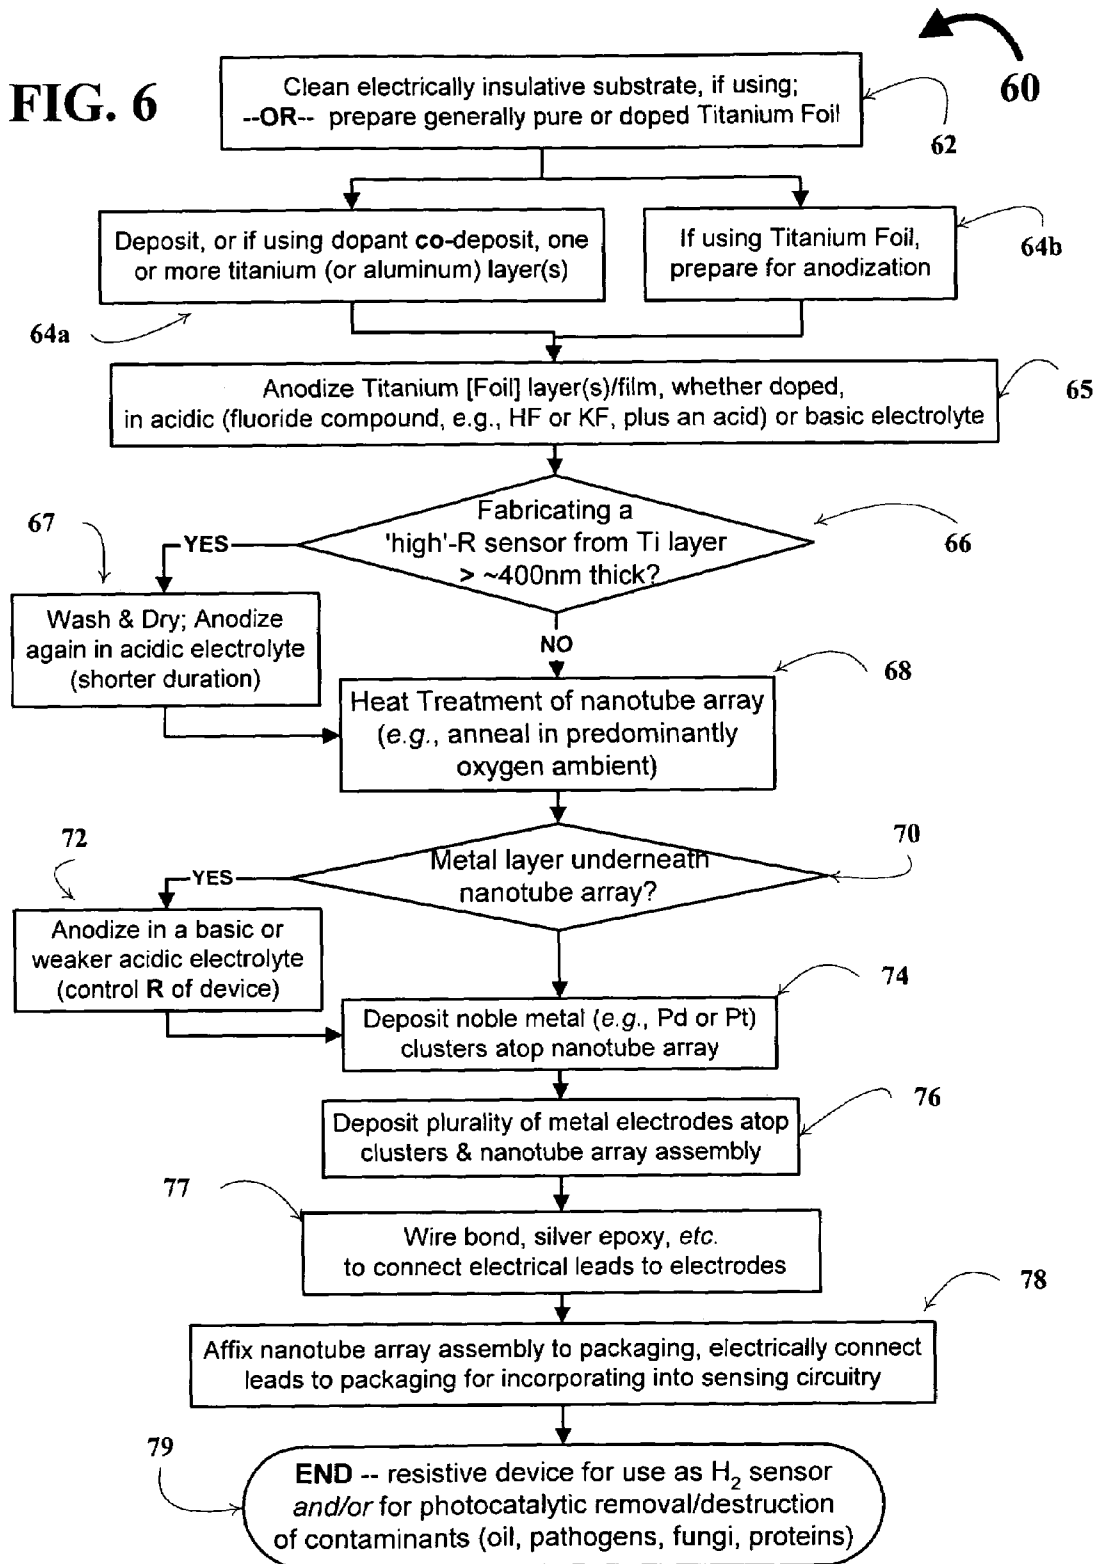 FIG. 6
60
Clean electrically insulative substrate, if using;
--OR-- prepare generally pure or doped Titanium Foil
62
Deposit, or if using dopant co-deposit, one
or more titanium (or aluminum) layer(s)
64a
If using Titanium Foil,
prepare for anodization
64b
Anodize Titanium [Foil] layer(s)/film, whether doped,
in acidic (fluoride compound, e.g., HF or KF, plus an acid) or basic electrolyte
65
Fabricating a
'high'-R sensor from Ti layer
> ~400nm thick?
66
YES
67
Wash & Dry; Anodize
again in acidic electrolyte
(shorter duration)
NO
68
Heat Treatment of nanotube array
(e.g., anneal in predominantly
oxygen ambient)
70
Metal layer underneath
nanotube array?
YES
72
Anodize in a basic or
weaker acidic electrolyte
(control R of device)
74
Deposit noble metal (e.g., Pd or Pt)
clusters atop nanotube array
76
Deposit plurality of metal electrodes atop
clusters & nanotube array assembly
77
Wire bond, silver epoxy, etc.
to connect electrical leads to electrodes
78
Affix nanotube array assembly to packaging, electrically connect
leads to packaging for incorporating into sensing circuitry
79
END -- resistive device for use as H2 sensor
and/or for photocatalytic removal/destruction
of contaminants (oil, pathogens, fungi, proteins)